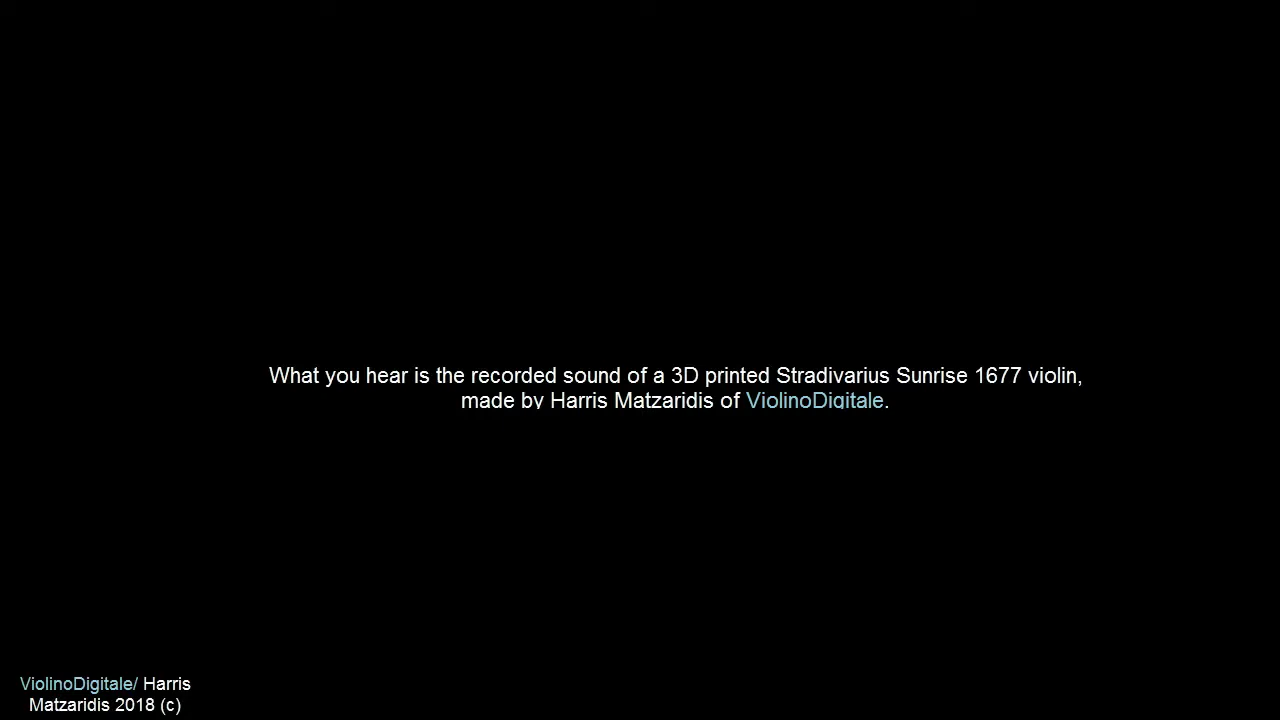 What you hear is the recorded sound of a 3D printed Stradivarius Sunrise 1677 violin,
made by Harris Matzaridis of ViolinoDigitale.
ViolinoDigitale/ Harris
Matzaridis 2018 (c)